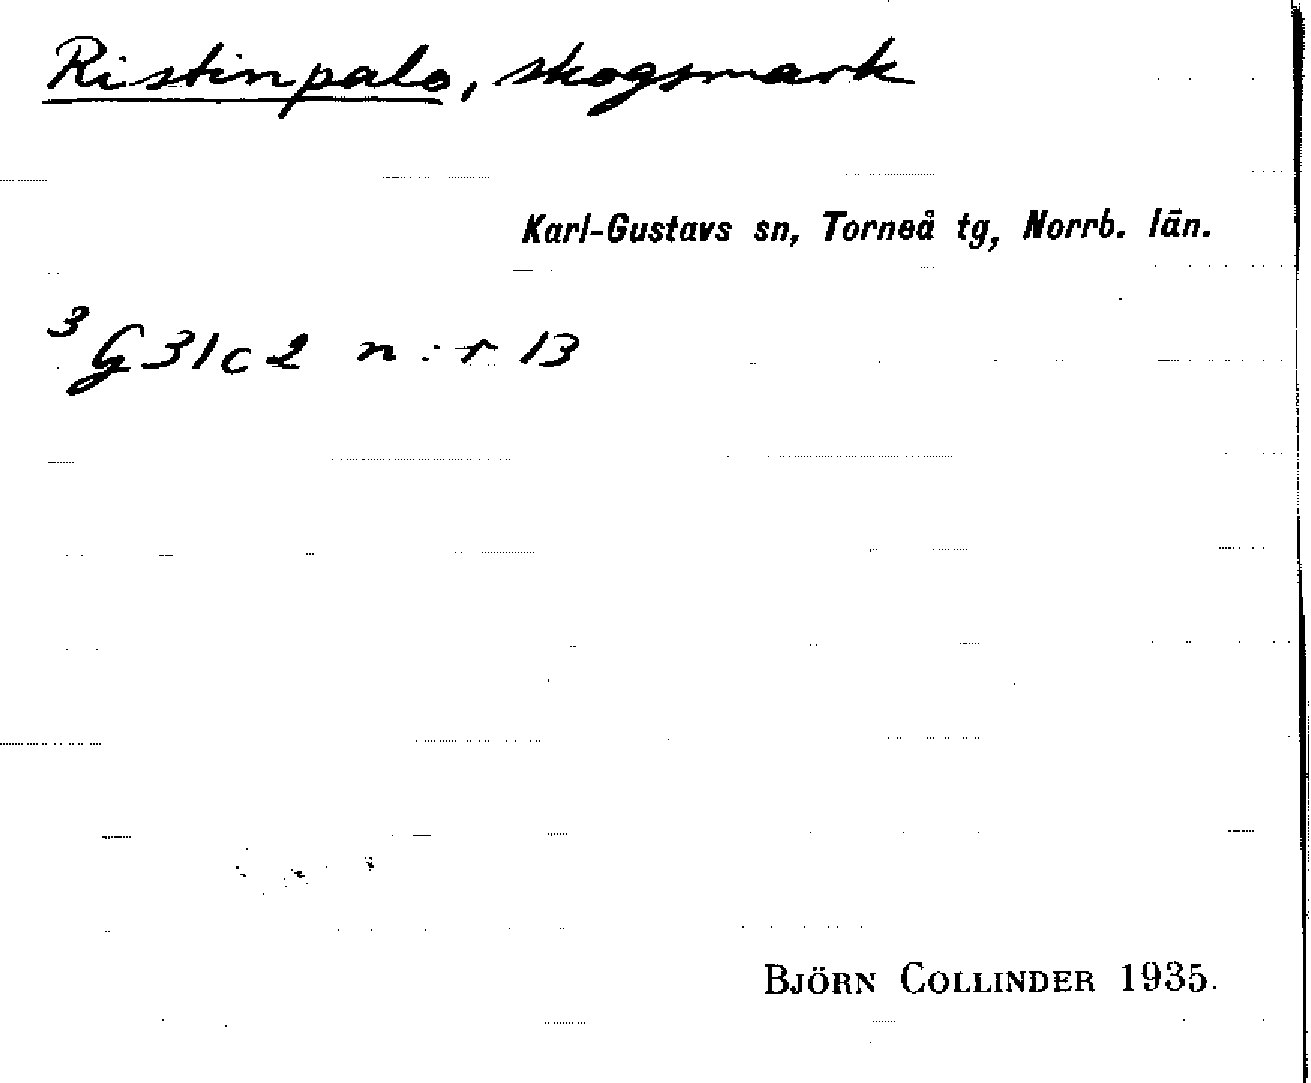 Ristinpalo, skogsmark
Karl-Gustavs sn, Torneå tg, Norrb. län.
³G31c2 n:r 13
BJÖRN COLLINDER 1935.